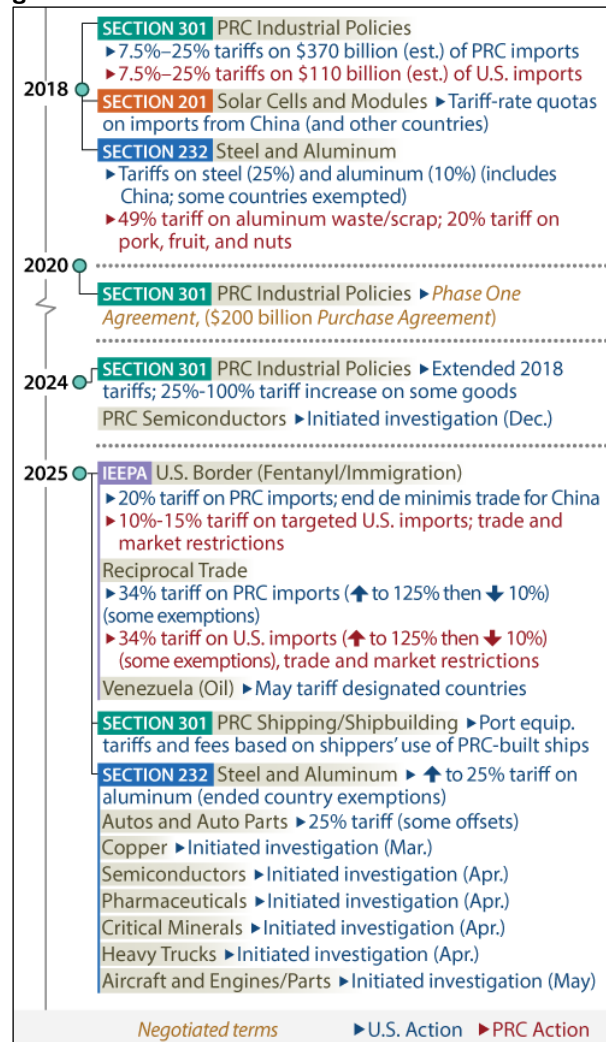 g
SECTION 301 PRC Industrial Policies
▶7.5%–25% tariffs on $370 billion (est.) of PRC imports
▶7.5%–25% tariffs on $110 billion (est.) of U.S. imports
2018
SECTION 201 Solar Cells and Modules ▶Tariff-rate quotas
on imports from China (and other countries)
SECTION 232 Steel and Aluminum
▶Tariffs on steel (25%) and aluminum (10%) (includes
China; some countries exempted)
▶49% tariff on aluminum waste/scrap; 20% tariff on
pork, fruit, and nuts
2020
SECTION 301 PRC Industrial Policies ▶Phase One
Agreement, ($200 billion Purchase Agreement)
SECTION 301 PRC Industrial Policies ▶Extended 2018
2024
tariffs; 25%-100% tariff increase on some goods
PRC Semiconductors ▶Initiated investigation (Dec.)
2025
IEEPA U.S. Border (Fentanyl/Immigration)
▶20% tariff on PRC imports; end de minimis trade for China
▶10%-15% tariff on targeted U.S. imports; trade and
market restrictions
Reciprocal Trade
▶34% tariff on PRC imports (⬆ to 125% then ⬇ 10%)
(some exemptions)
▶34% tariff on U.S. imports (⬆ to 125% then ⬇ 10%)
(some exemptions), trade and market restrictions
Venezuela (Oil) ▶May tariff designated countries
SECTION 301 PRC Shipping/Shipbuilding ▶Port equip.
tariffs and fees based on shippers' use of PRC-built ships
SECTION 232 Steel and Aluminum ▶ ⬆ to 25% tariff on
aluminum (ended country exemptions)
Autos and Auto Parts ▶25% tariff (some offsets)
Copper ▶Initiated investigation (Mar.)
Semiconductors ▶Initiated investigation (Apr.)
Pharmaceuticals ▶Initiated investigation (Apr.)
Critical Minerals ▶Initiated investigation (Apr.)
Heavy Trucks ▶Initiated investigation (Apr.)
Aircraft and Engines/Parts ▶Initiated investigation (May)
Negotiated terms ▶U.S. Action ▶PRC Action